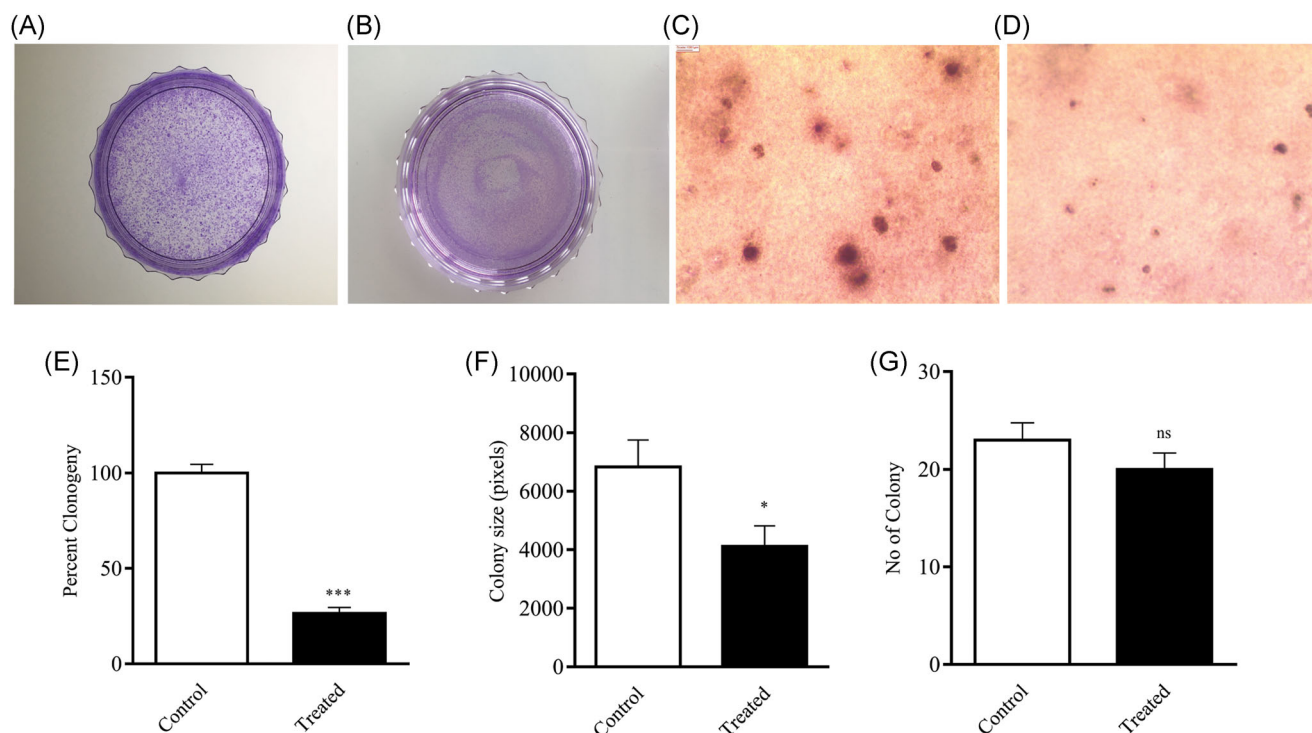 (A)
(B)
(C)
(D)
(E)
150
100
50
0
Percent Clonogeny
***
Control
Treated
(F)
10000
8000
6000
4000
2000
0
Colony size (pixels)
*
Control
Treated
(G)
30
20
10
0
No of Colony
ns
Control
Treated